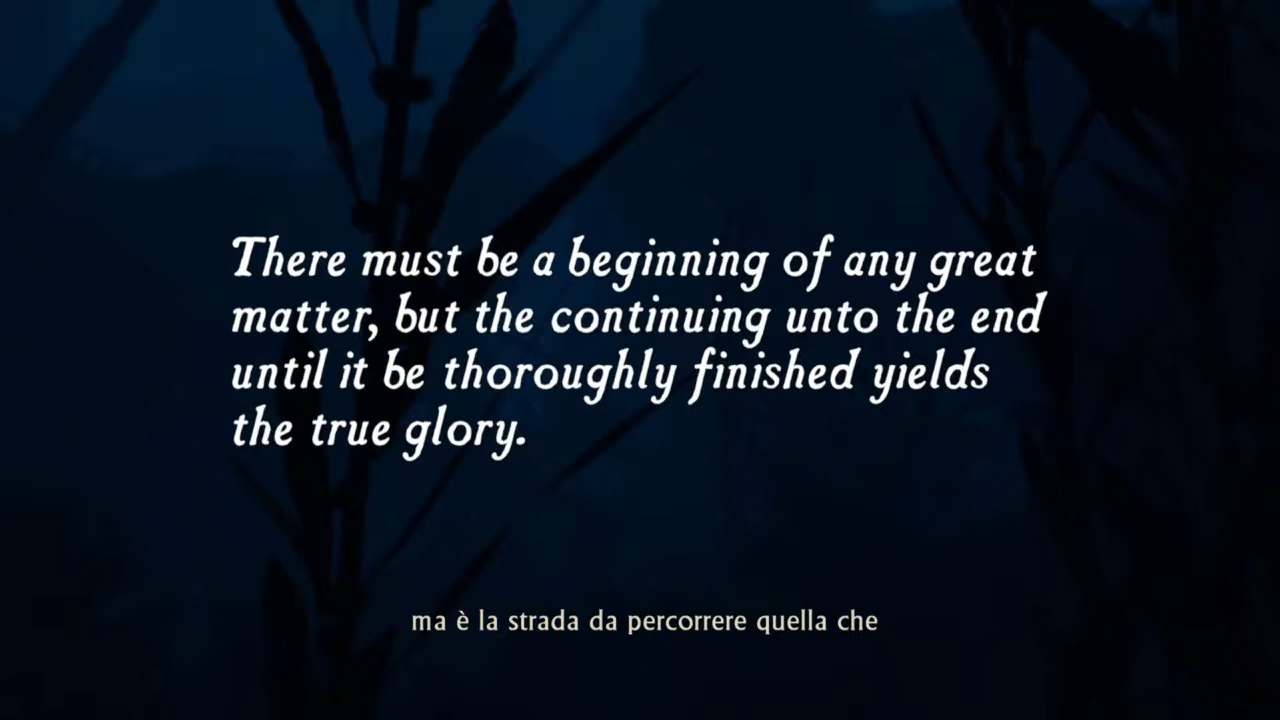 There must be a beginning of any great
matter, but the continuing unto the end
until it be thoroughly finished yields
the true glory.
ma è la strada da percorrere quella che